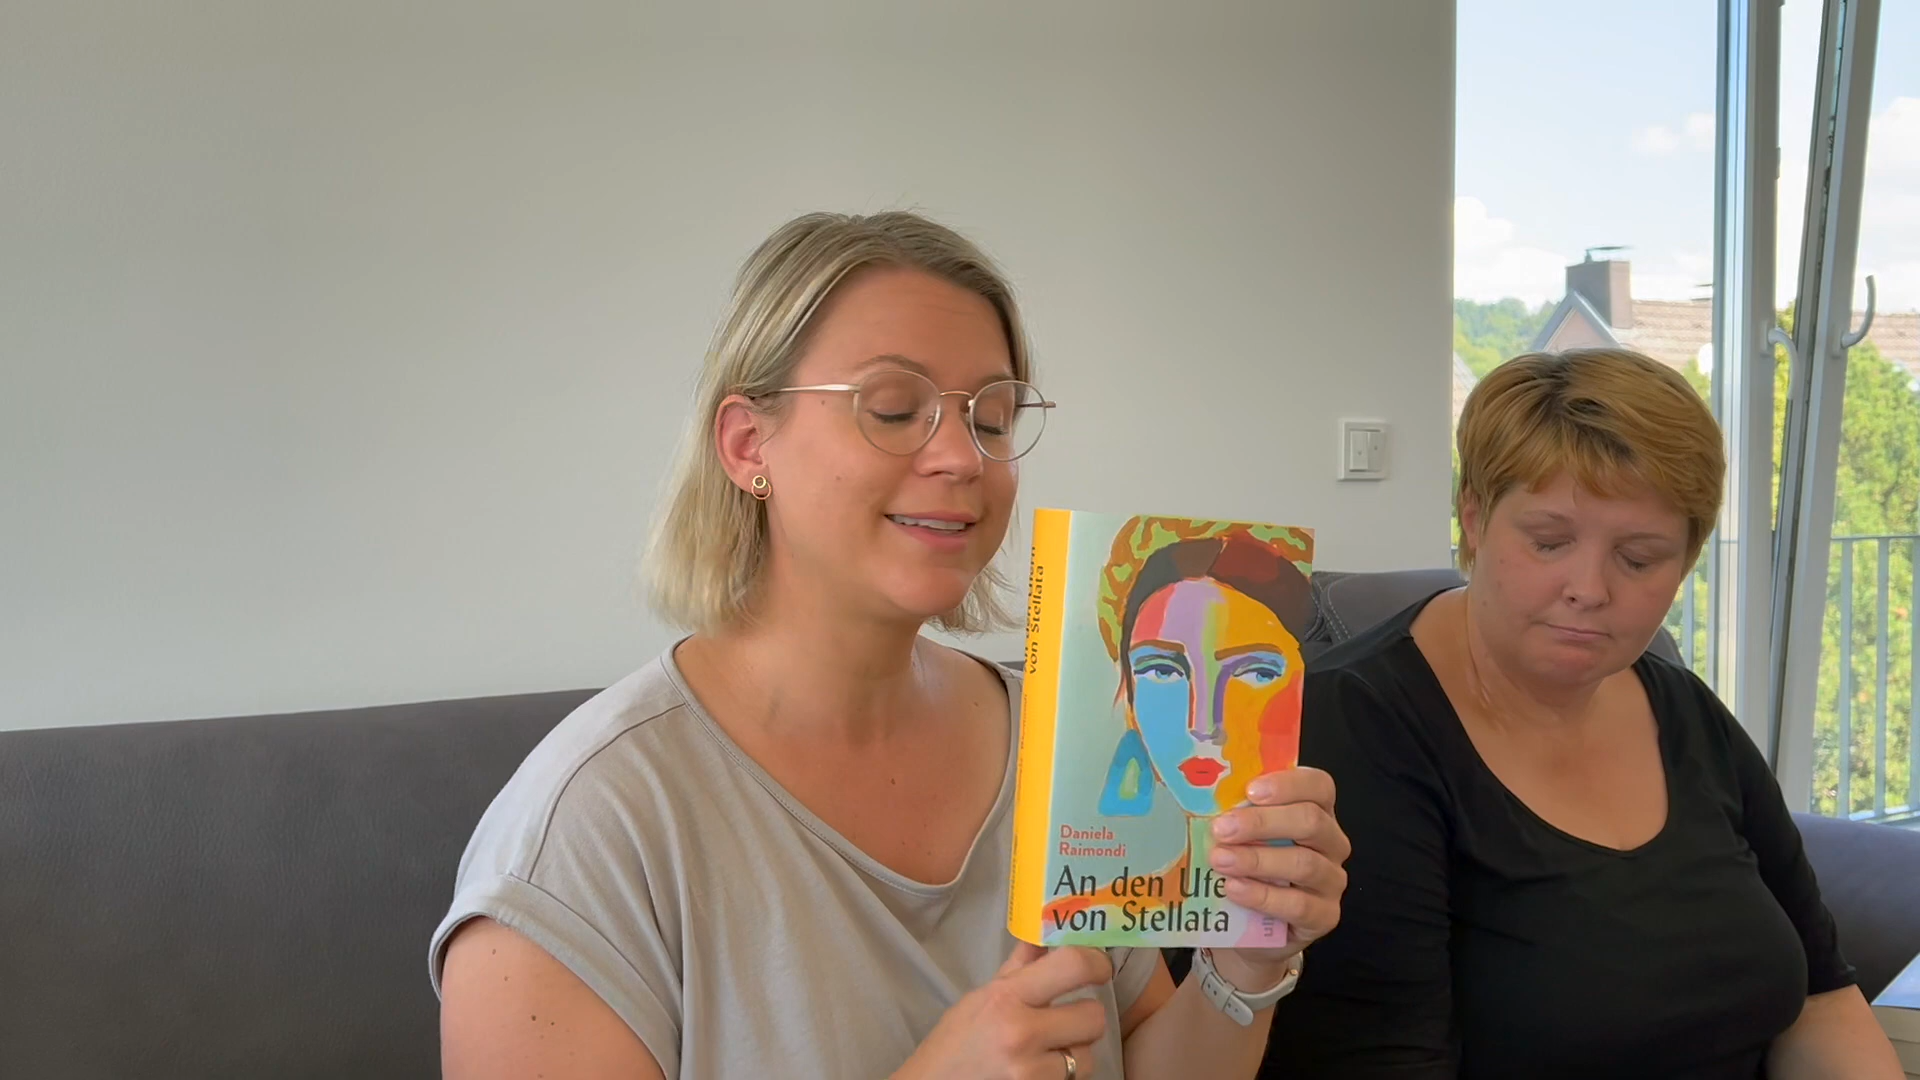 Daniela
Raimondi
An den Ufe
von Stellata
von Stellata